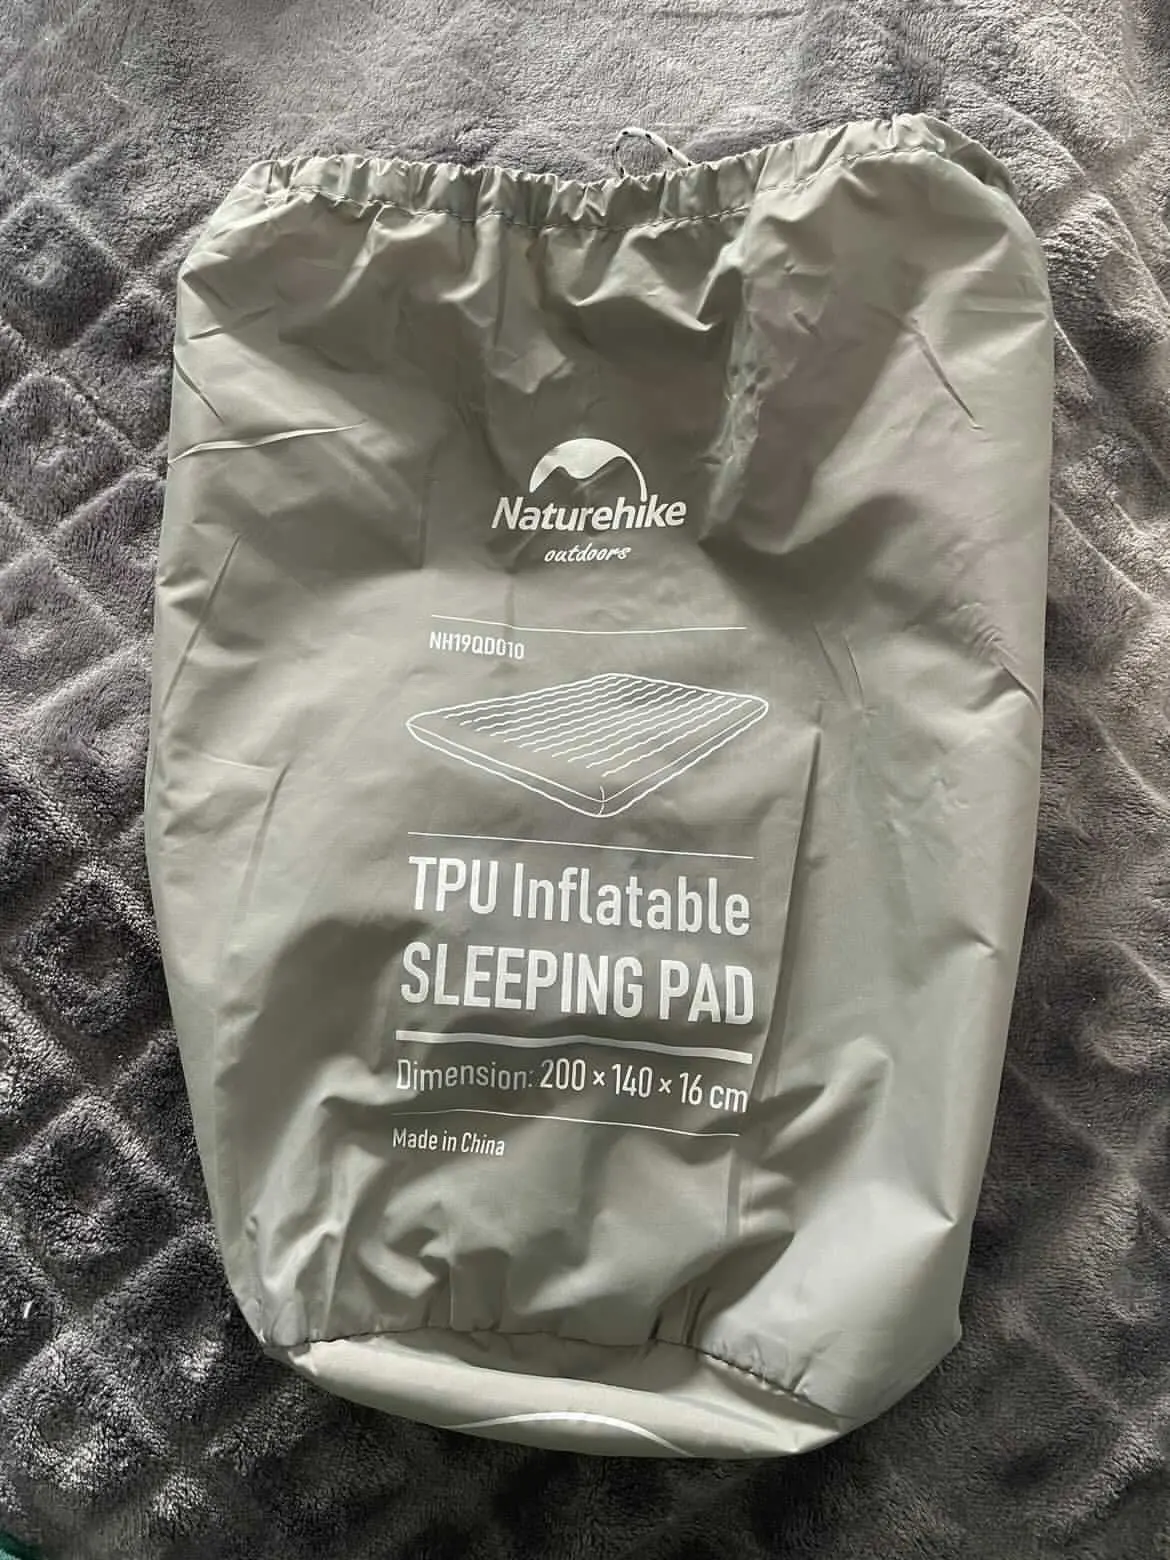 Naturehike
outdoors
NH19QD010
TPU Inflatable
SLEEPING PAD
Dimension: 200 × 140 × 16 cm
Made in China